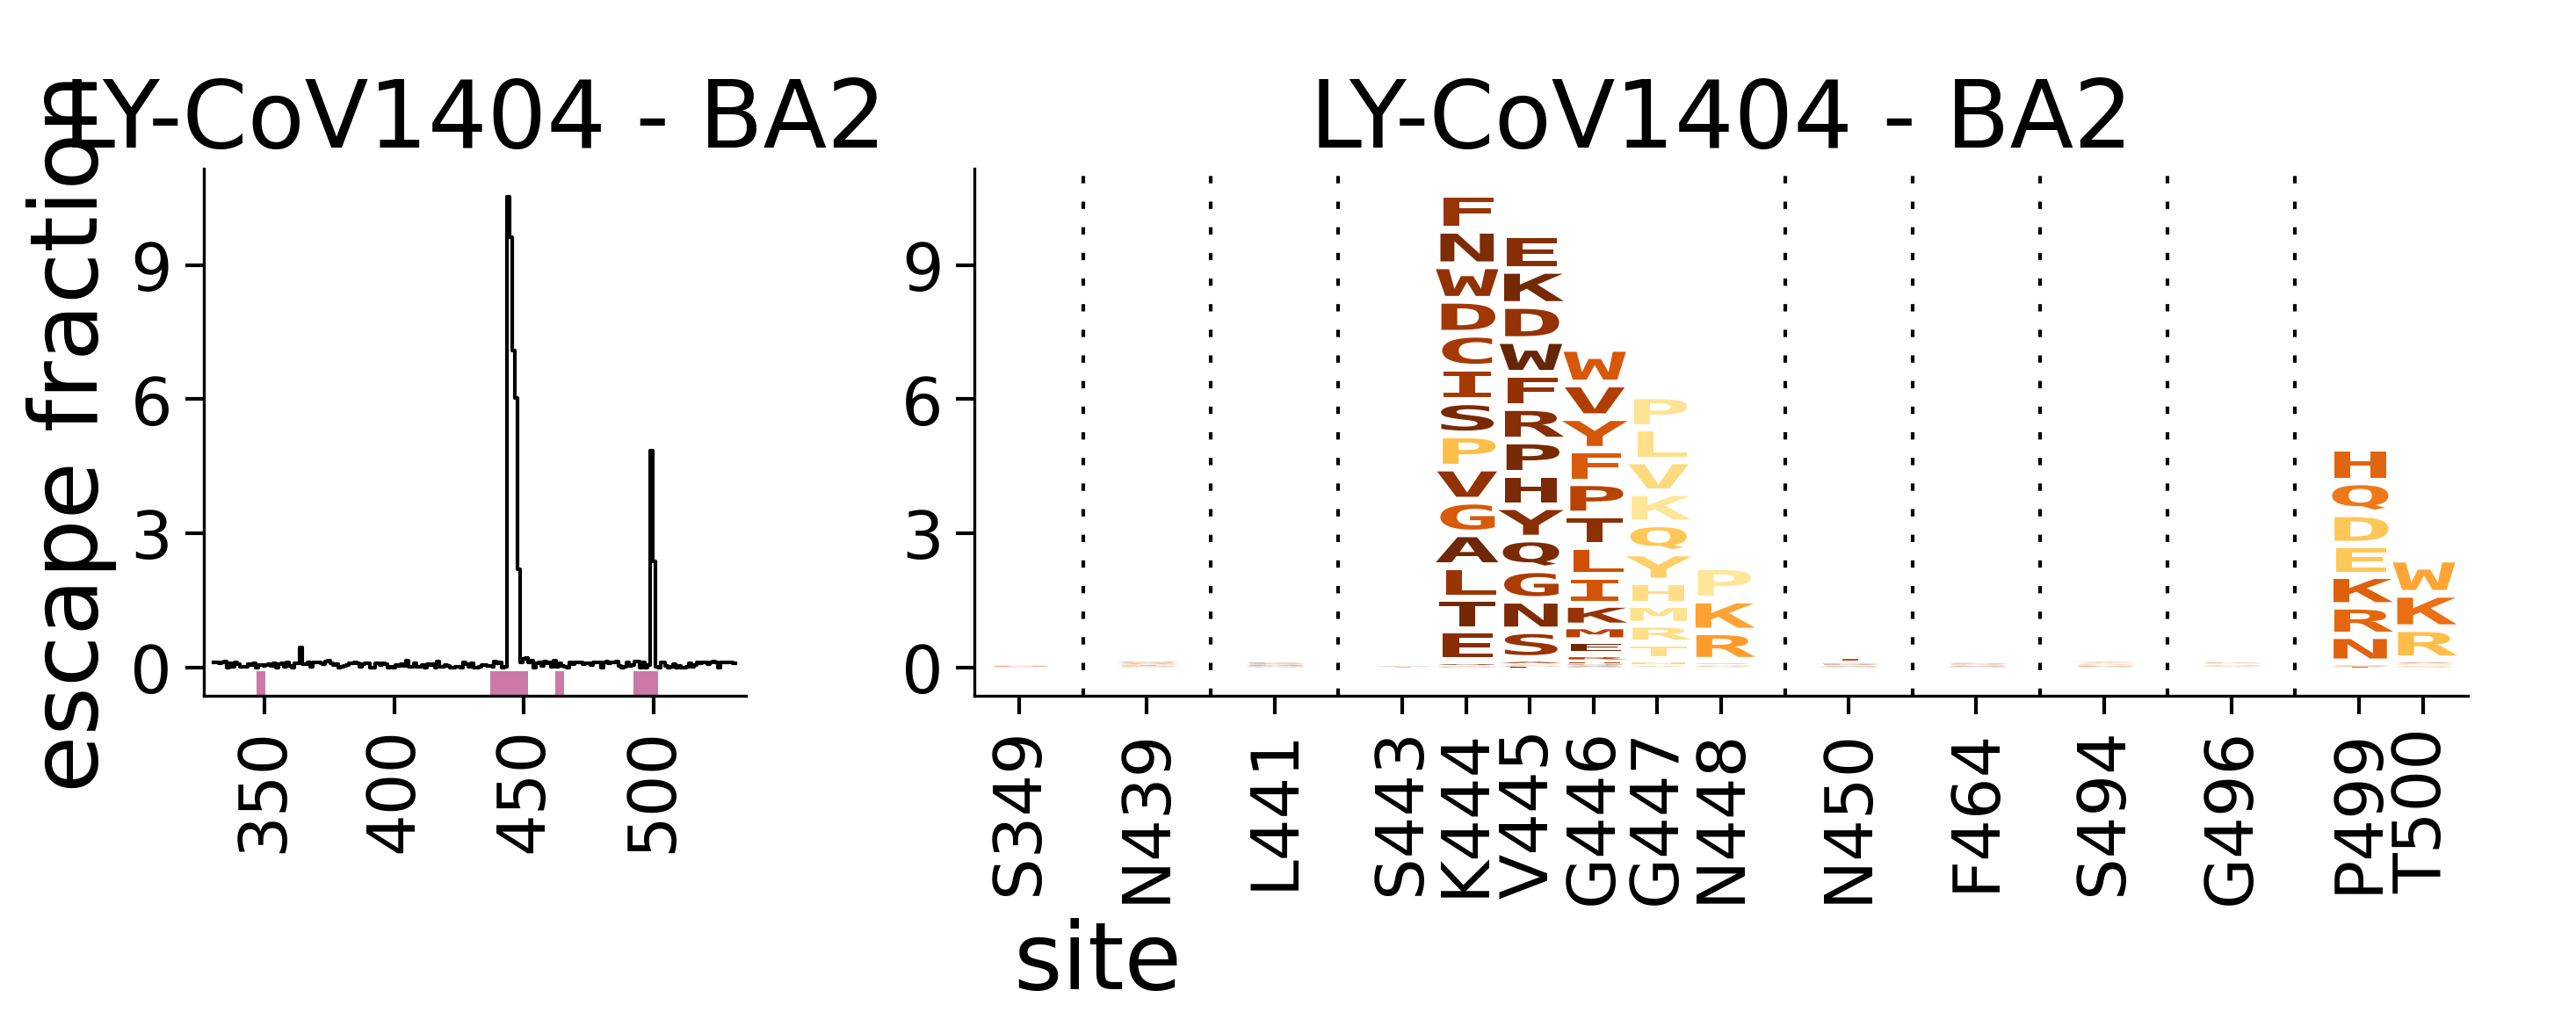 LY-CoV1404 - BA2
LY-CoV1404 - BA2
escape fraction
9
6
3
0
350
400
450
500
9
6
3
0
F
N
W
D
C
I
S
P
V
G
A
L
T
E
E
K
D
W
F
R
P
H
Y
Q
G
N
S
W
V
Y
F
P
T
L
I
K
M
E
P
L
V
K
Q
Y
H
M
R
I
P
K
R
H
Q
D
E
K
R
N
W
K
R
S349
N439
L441
S443
K444
V445
G446
G447
N448
N450
F464
S494
G496
P499
T500
site